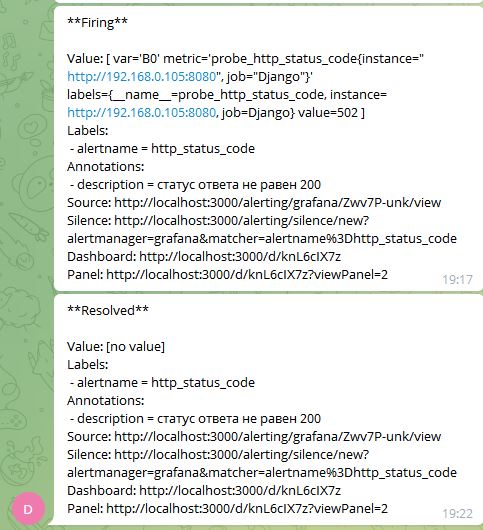 **Firing**
Value: [ var='B0' metric='probe_http_status_code{instance="
http://192.168.0.105:8080", job="Django"}'
labels={__name__=probe_http_status_code, instance=
http://192.168.0.105:8080, job=Django} value=502 ]
Labels:
- alertname = http_status_code
Annotations:
- description = статус ответа не равен 200
Source: http://localhost:3000/alerting/grafana/Zwv7P-unk/view
Silence: http://localhost:3000/alerting/silence/new?
alertmanager=grafana&matcher=alertname%3Dhttp_status_code
Dashboard: http://localhost:3000/d/knL6cIX7z
Panel: http://localhost:3000/d/knL6cIX7z?viewPanel=2
19:17
**Resolved**
Value: [no value]
Labels:
- alertname = http_status_code
Annotations:
- description = статус ответа не равен 200
Source: http://localhost:3000/alerting/grafana/Zwv7P-unk/view
Silence: http://localhost:3000/alerting/silence/new?
alertmanager=grafana&matcher=alertname%3Dhttp_status_code
Dashboard: http://localhost:3000/d/knL6cIX7z
Panel: http://localhost:3000/d/knL6cIX7z?viewPanel=2
19:22
D